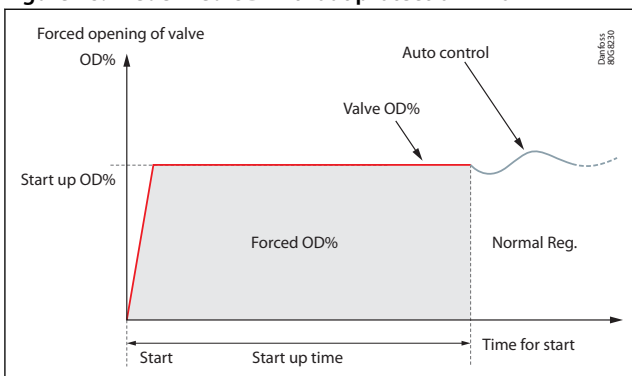 Forced opening of valve
OD%
Auto control
Danfoss
80G8230
Valve OD%
Start up OD%
Forced OD%
Normal Reg.
Time for start
Start
Start up time